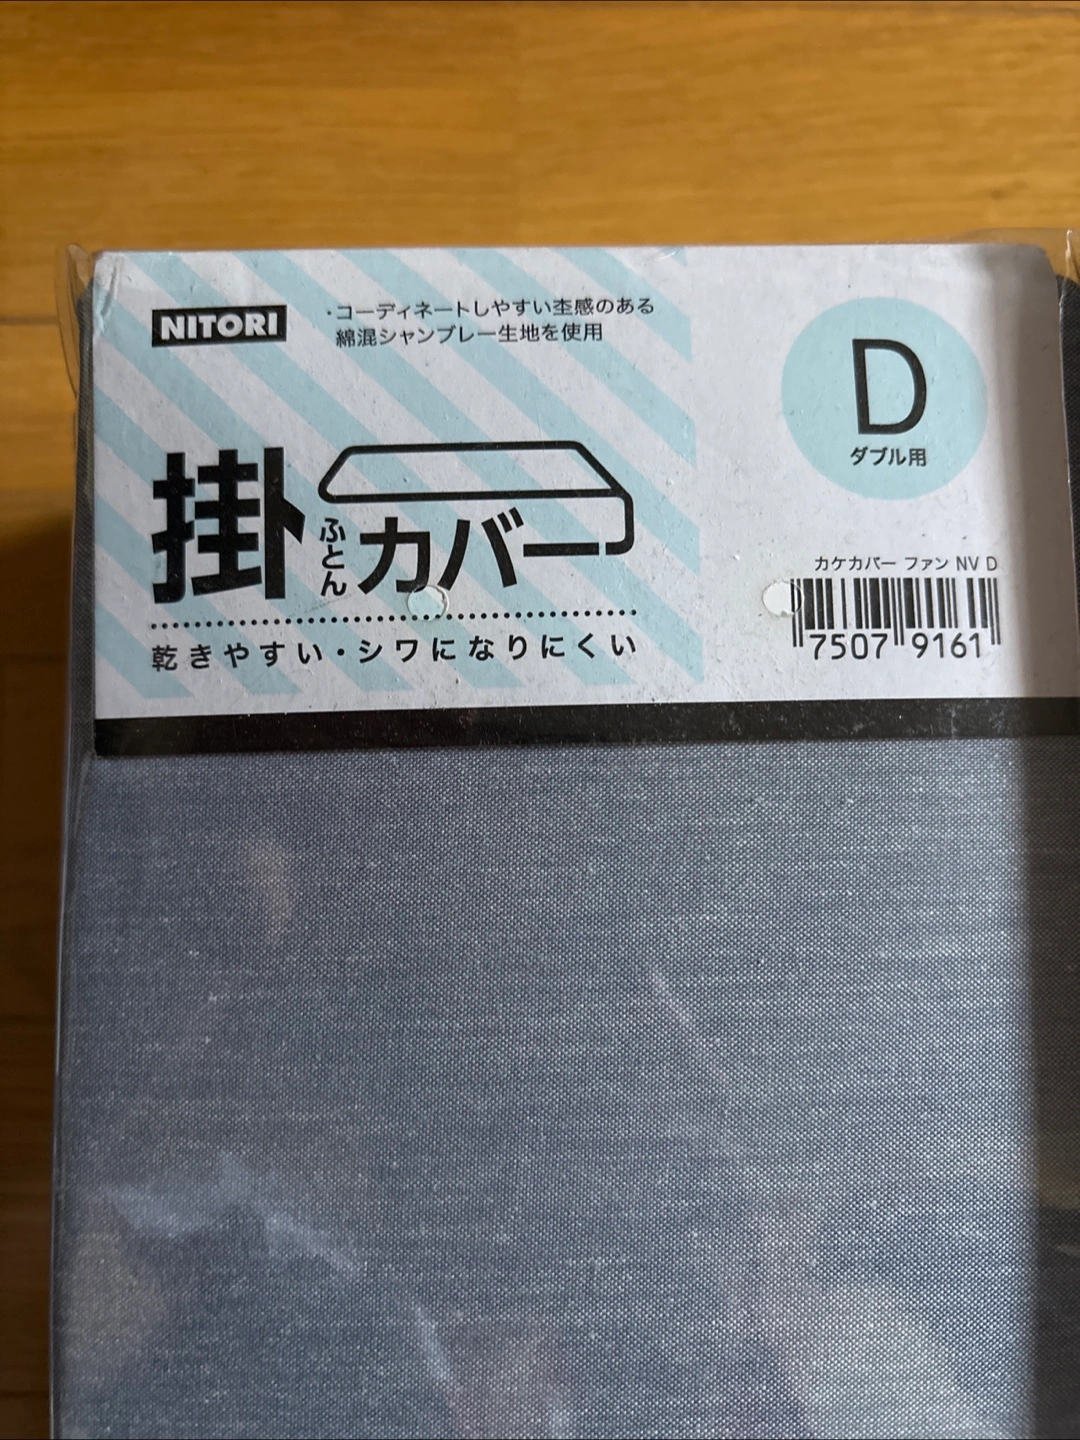 NITORI
・コーディネートしやすい杢感のある
綿混シャンブレー生地を使用
D
ダブル用
掛ふとんカバー
乾きやすい・シワになりにくい
カケカバー ファン NV D
7507 9161